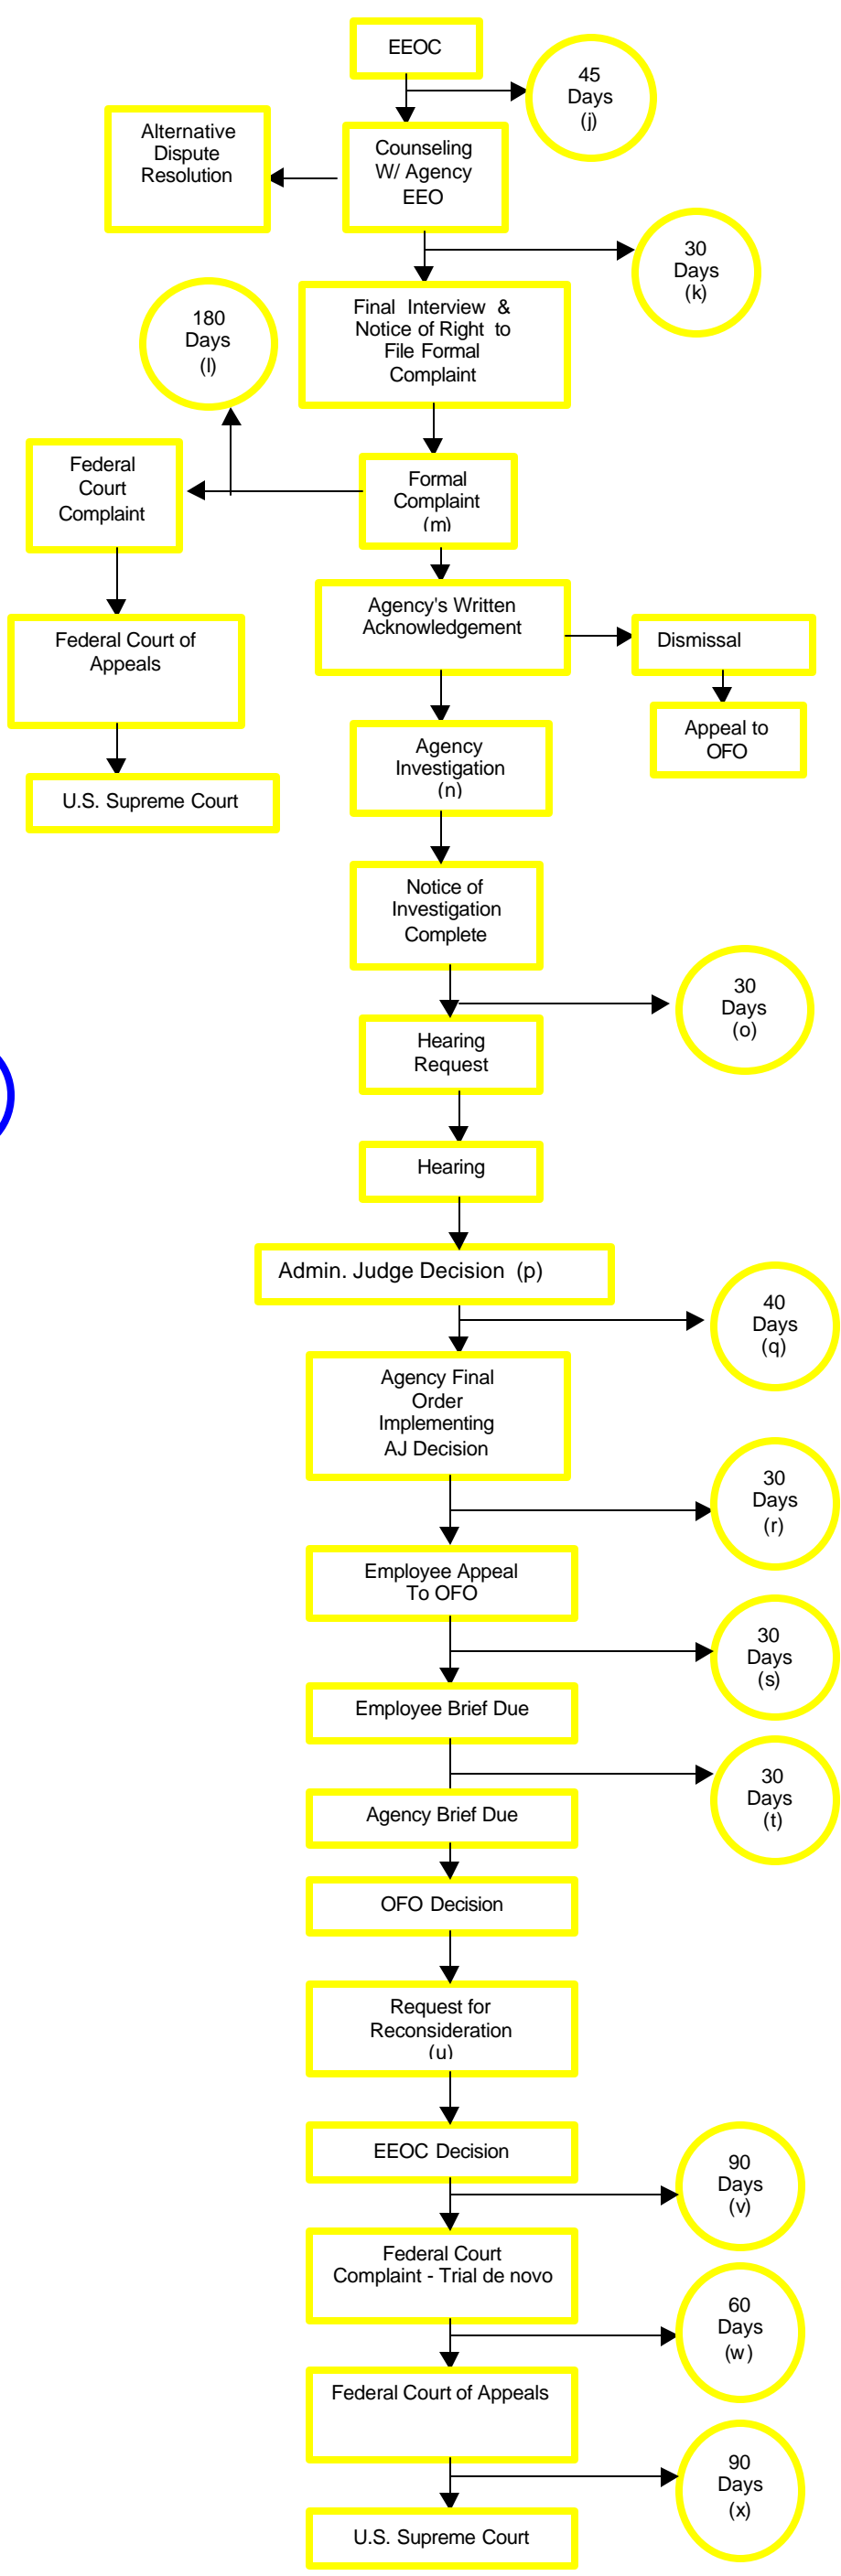 EEOC
45
Days
(j)
Alternative
Dispute
Resolution
Counseling
W/ Agency
EEO
30
Days
(k)
180
Days
(l)
Final Interview &
Notice of Right to
File Formal
Complaint
Federal
Court
Complaint
Formal
Complaint
(m)
Agency's Written
Acknowledgement
Dismissal
Federal Court of
Appeals
Appeal to
OFO
Agency
Investigation
(n)
U.S. Supreme Court
Notice of
Investigation
Complete
30
Days
(o)
Hearing
Request
Hearing
Admin. Judge Decision (p)
40
Days
(q)
Agency Final
Order
Implementing
AJ Decision
30
Days
(r)
Employee Appeal
To OFO
30
Days
(s)
Employee Brief Due
30
Days
(t)
Agency Brief Due
OFO Decision
Request for
Reconsideration
(u)
EEOC Decision
90
Days
(v)
Federal Court
Complaint - Trial de novo
60
Days
(w)
Federal Court of Appeals
90
Days
(x)
U.S. Supreme Court